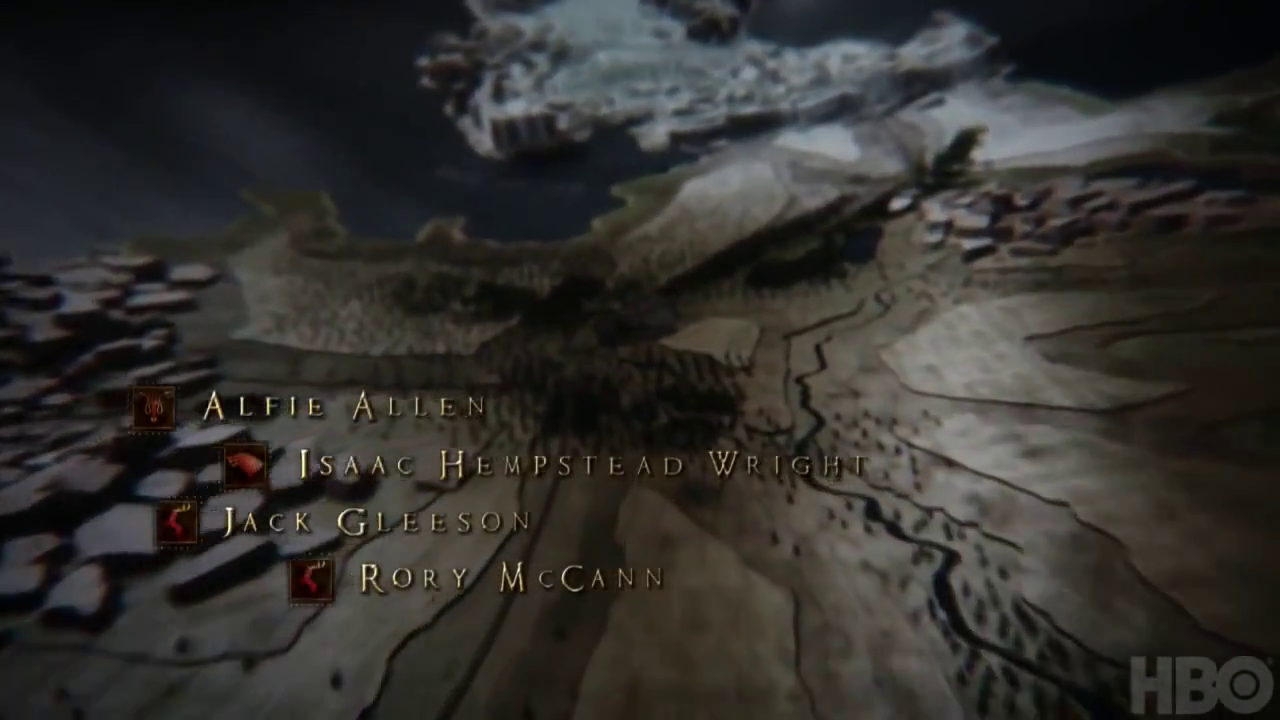 Alfie Allen
Isaac Hempstead Wright
Jack Gleeson
Rory McCann
HBO